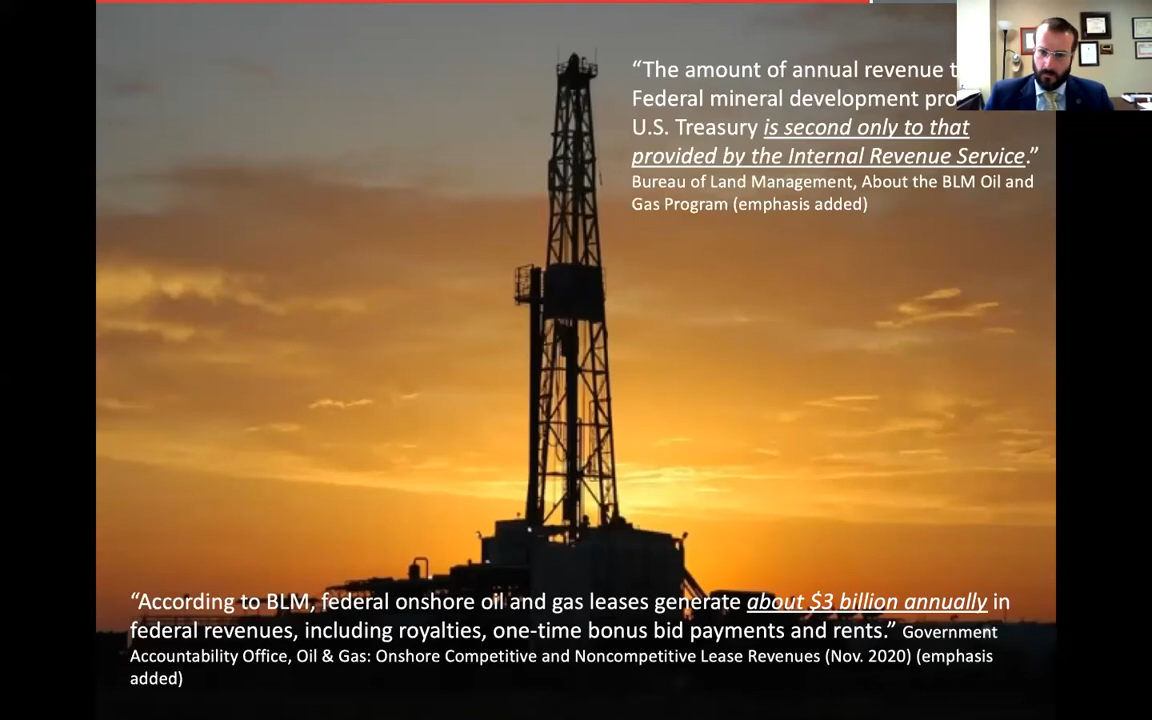 “The amount of annual revenue
Federal mineral development
U.S. Treasury is second only to that
provided by the Internal Revenue Service.”
Bureau of Land Management, About the BLM Oil and
Gas Program (emphasis added)
“According to BLM, federal onshore oil and gas leases generate about $3 billion annually in
federal revenues, including royalties, one-time bonus bid payments and rents.” Government
Accountability Office, Oil & Gas: Onshore Competitive and Noncompetitive Lease Revenues (Nov. 2020) (emphasis
added)